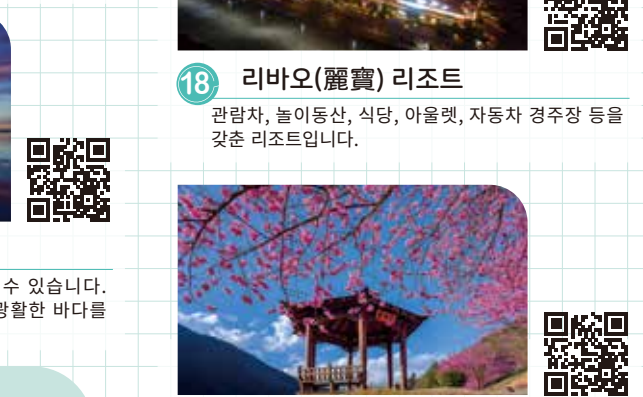 18 리바오(麗寶) 리조트
관람차, 놀이동산, 식당, 아울렛, 자동차 경주장 등을
갖춘 리조트입니다.
수 있습니다.
광활한 바다를